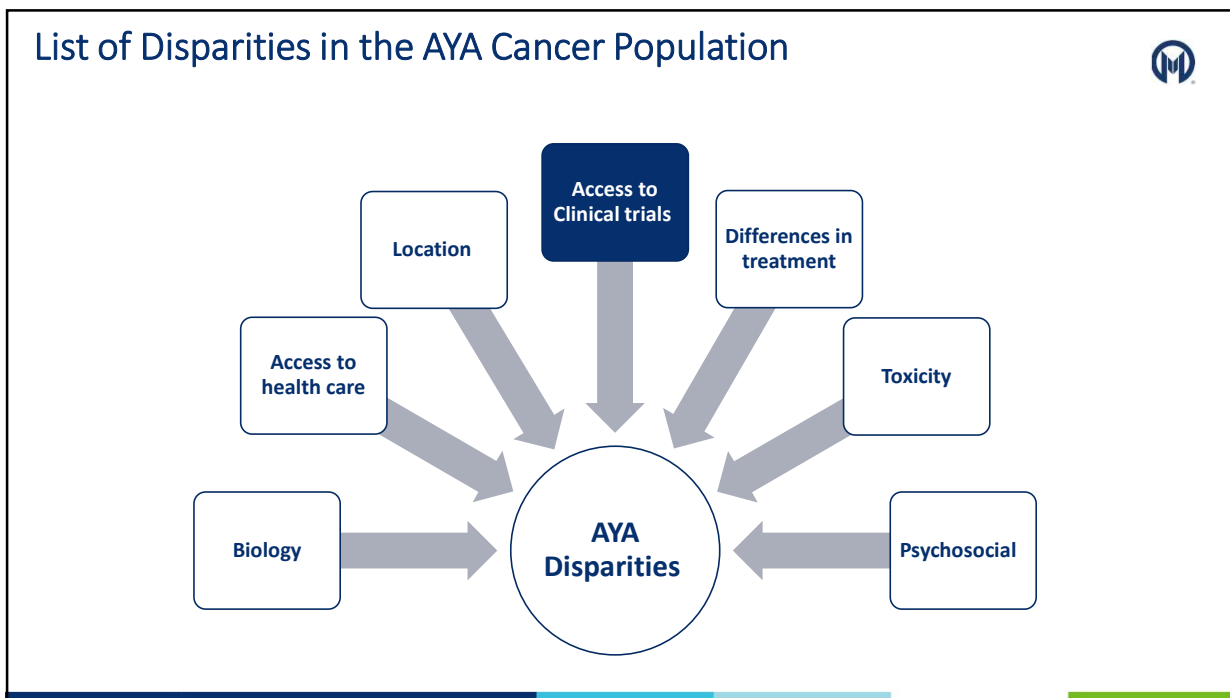 List of Disparities in the AYA Cancer Population
Access to
Clinical trials
Location
Differences in
treatment
Access to
health care
Toxicity
Biology
AYA
Disparities
Psychosocial